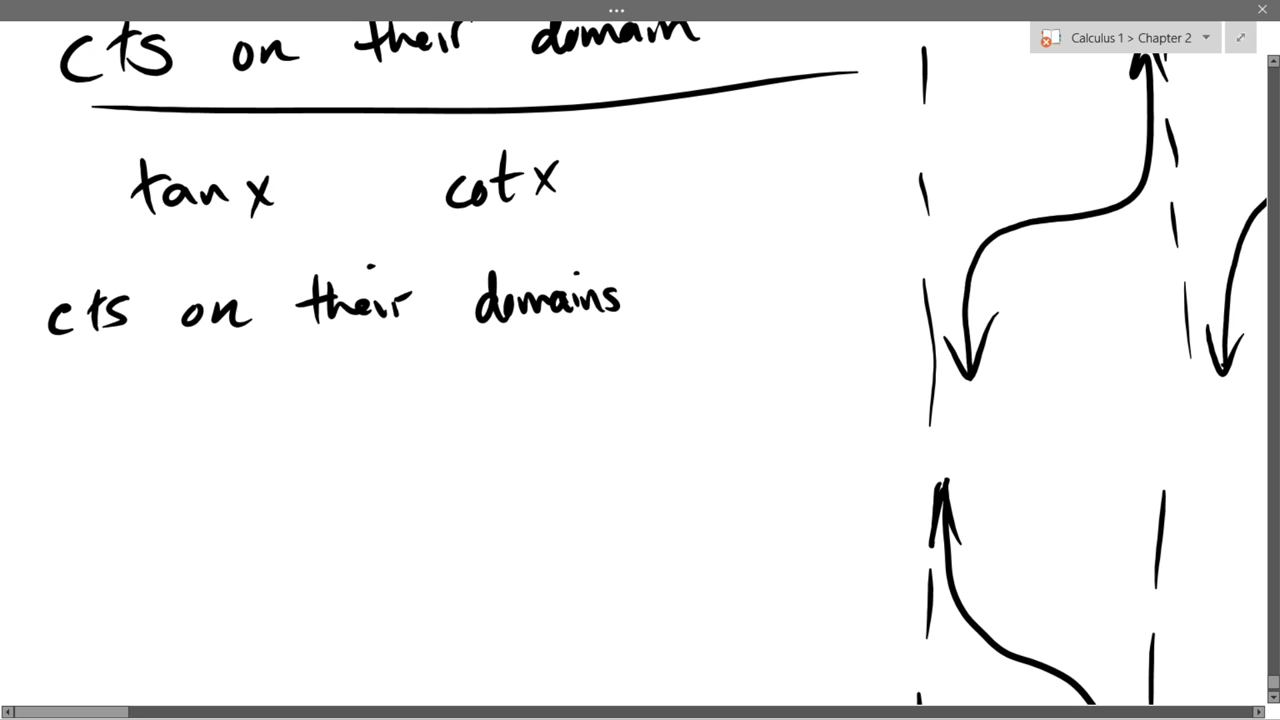 Calculus 1 > Chapter 2
cts on their domain
tan x cot x
cts on their domains